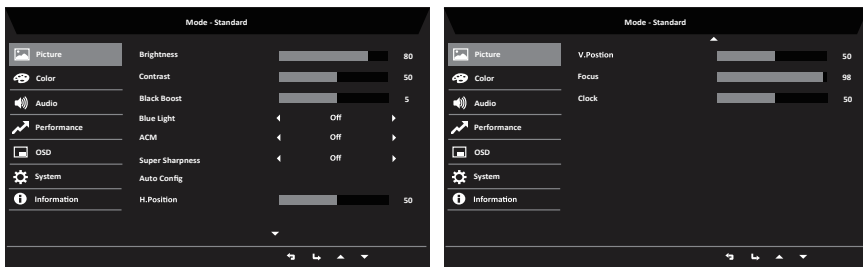 Mode - Standard
Picture
Color
Audio
Performance
OSD
System
Information
Brightness 80
Contrast 50
Black Boost 5
Blue Light Off
ACM Off
Super Sharpness Off
Auto Config
H.Position 50
Mode - Standard
Picture
Color
Audio
Performance
OSD
System
Information
V.Postion 50
Focus 98
Clock 50